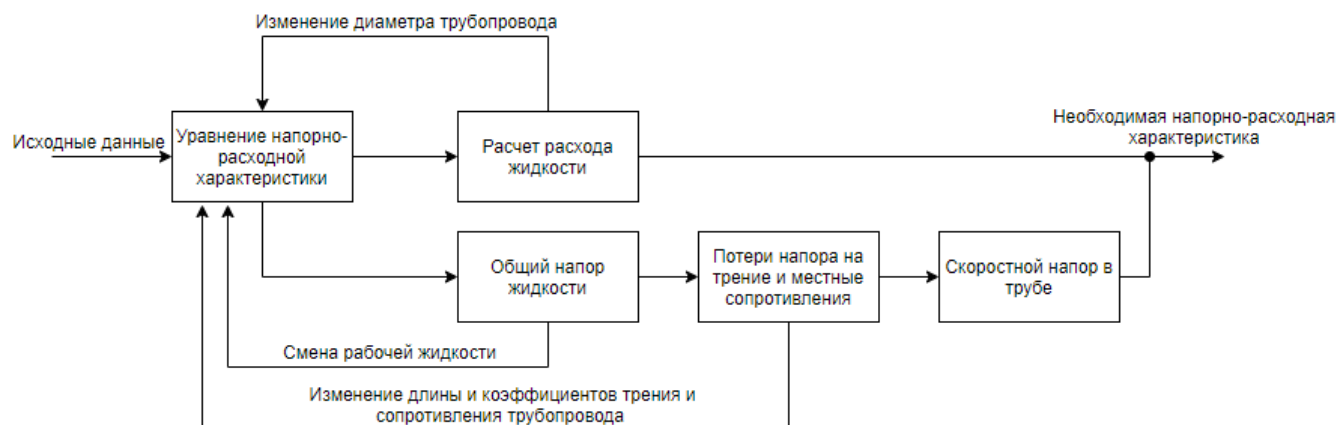 Изменение диаметра трубопровода
Исходные данные
Уравнение напорно-
расходной
характеристики
Расчет расхода
жидкости
Необходимая напорно-расходная
характеристика
Общий напор
жидкости
Потери напора на
трение и местные
сопротивления
Скоростной напор в
трубе
Смена рабочей жидкости
Изменение длины и коэффициентов трения и
сопротивления трубопровода